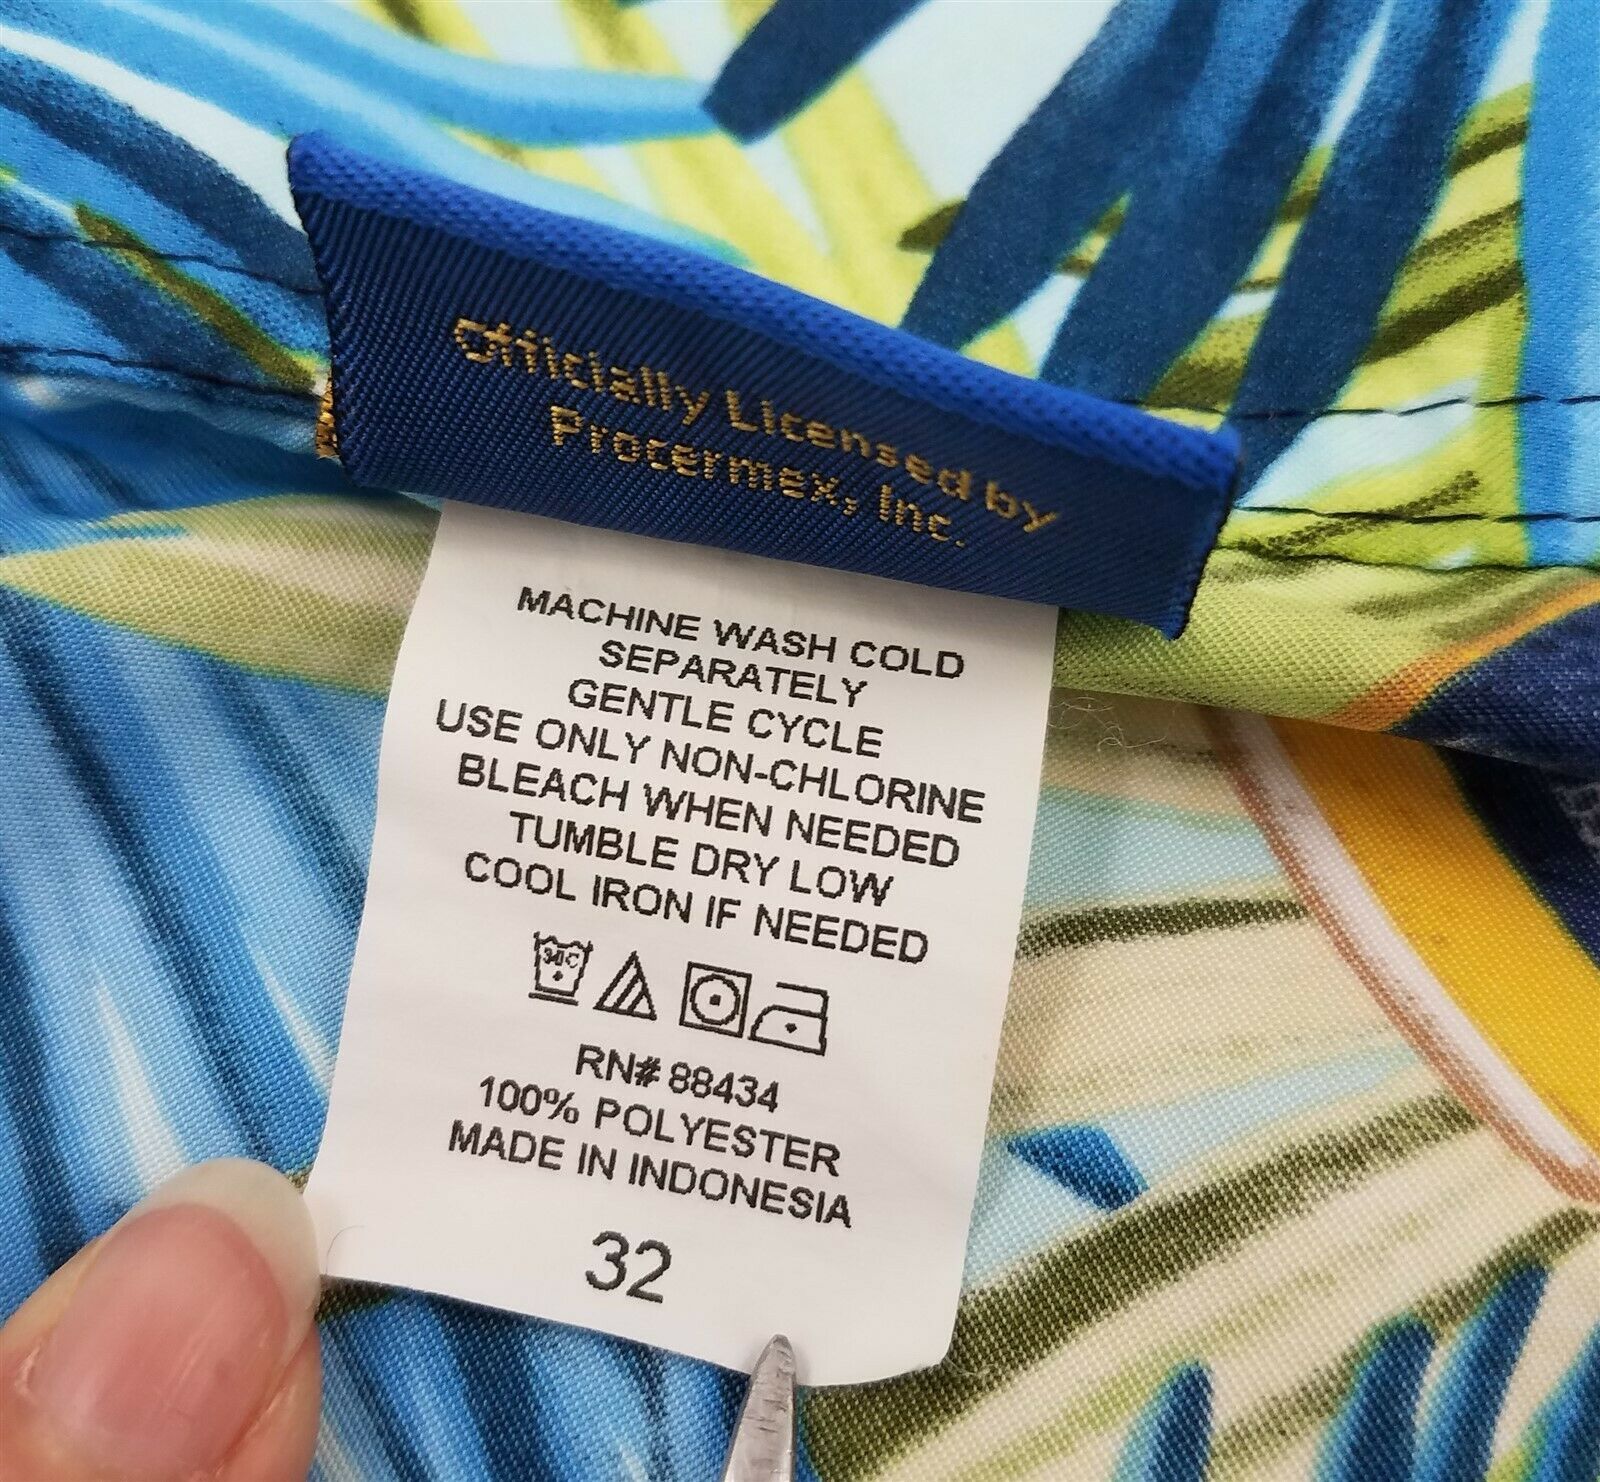 Officially Licensed by
Procermex, Inc.
MACHINE WASH COLD
SEPARATELY
GENTLE CYCLE
USE ONLY NON-CHLORINE
BLEACH WHEN NEEDED
TUMBLE DRY LOW
COOL IRON IF NEEDED
30°C
RN# 88434
100% POLYESTER
MADE IN INDONESIA
32